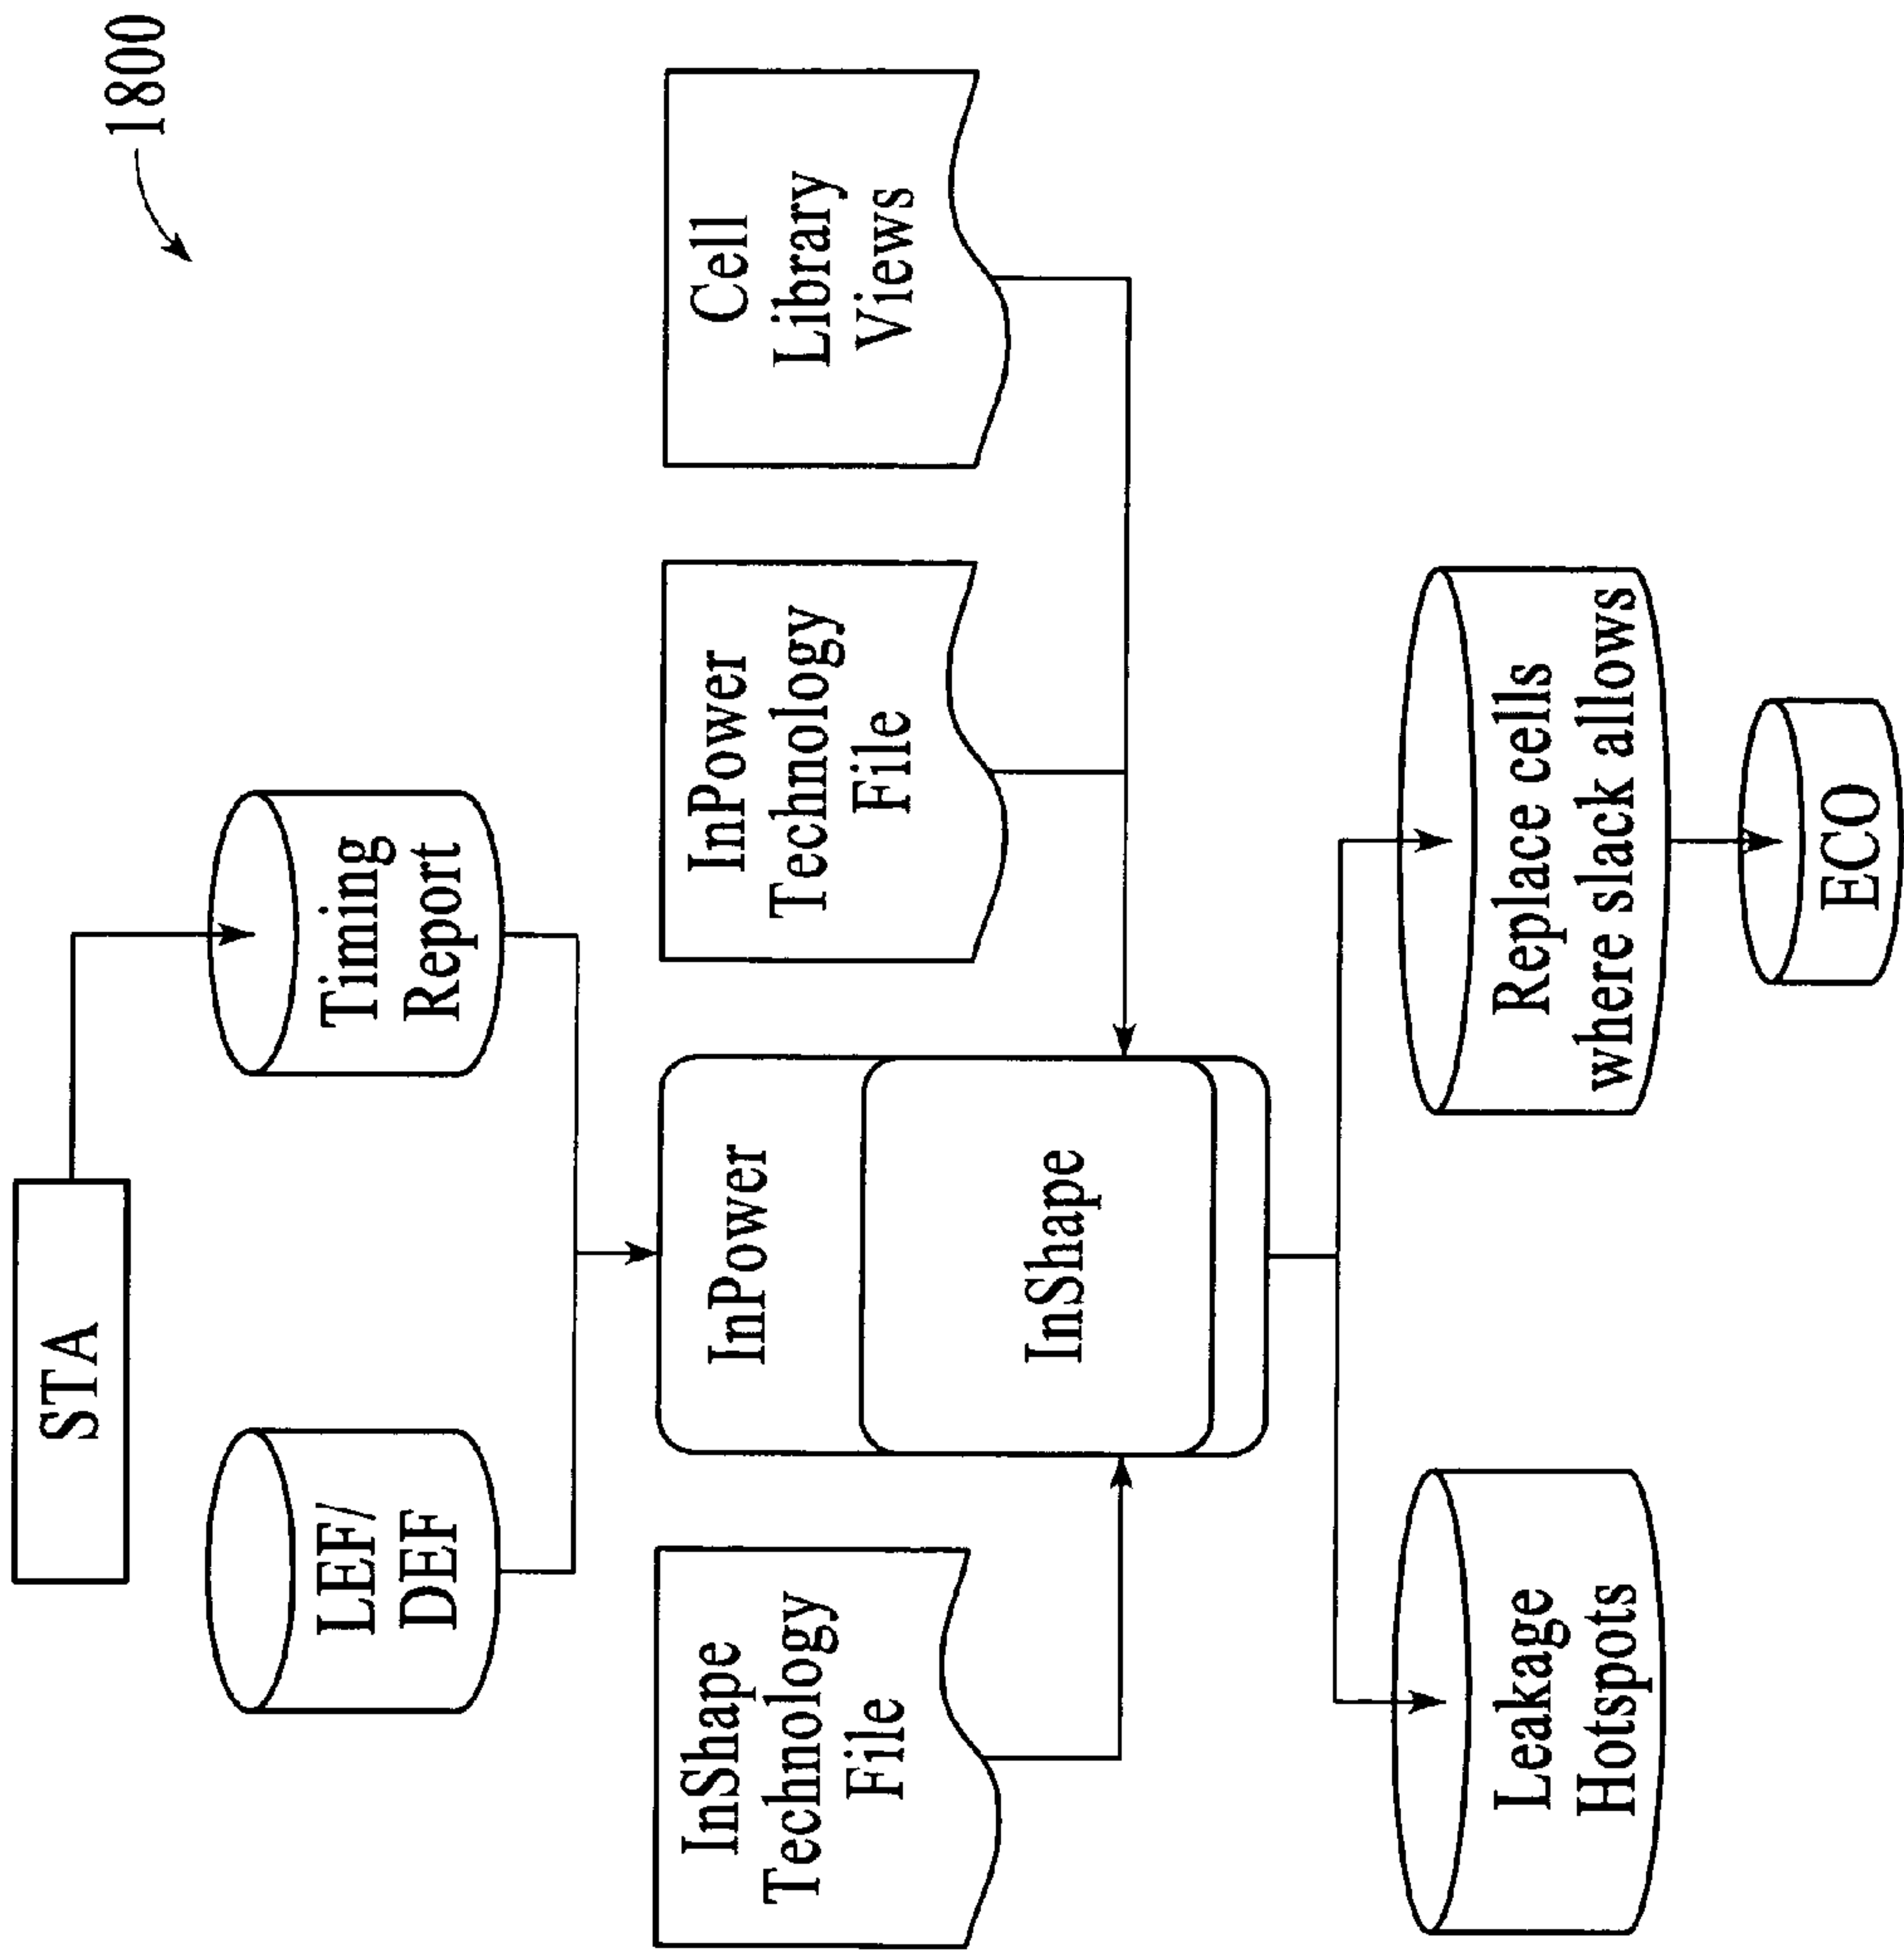 1800
STA
LEF/
DEF
Timing
Report
InShape
Technology
File
InPower
InShape
InPower
Technology
File
Cell
Library
Views
Leakage
Hotspots
Replace cells
where slack allows
ECO